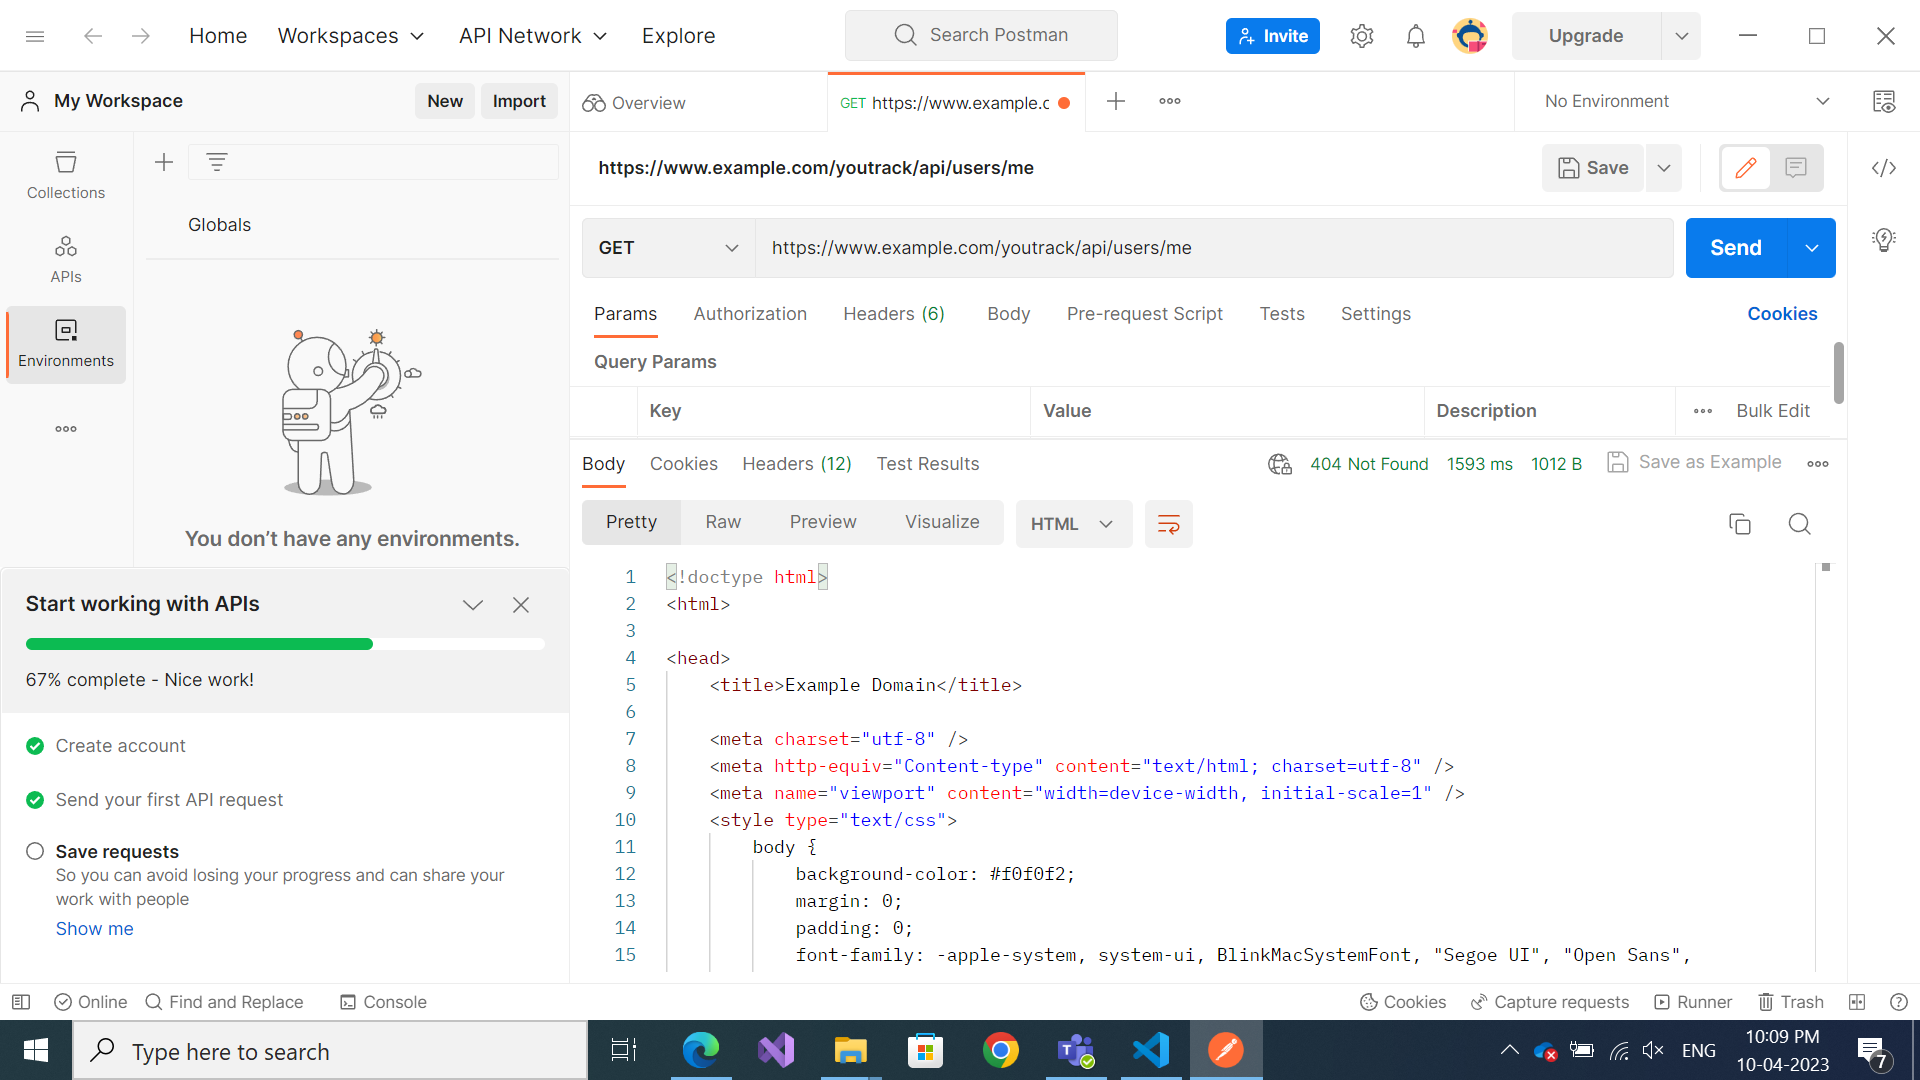 Home
Workspaces
API Network
Explore
Search Postman
Invite
Upgrade
My Workspace
New
Import
Overview
GET https://www.example.c
No Environment
Collections
APIs
Environments
Globals
You don’t have any environments.
https://www.example.com/youtrack/api/users/me
Save
GET
https://www.example.com/youtrack/api/users/me
Send
Params
Authorization
Headers (6)
Body
Pre-request Script
Tests
Settings
Cookies
Query Params
Key
Value
Description
Bulk Edit
Body
Cookies
Headers (12)
Test Results
404 Not Found
1593 ms
1012 B
Save as Example
Pretty
Raw
Preview
Visualize
HTML
1 <!doctype html>
2 <html>
3
4 <head>
5 <title>Example Domain</title>
6
7 <meta charset="utf-8" />
8 <meta http-equiv="Content-type" content="text/html; charset=utf-8" />
9 <meta name="viewport" content="width=device-width, initial-scale=1" />
10 <style type="text/css">
11 body {
12 background-color: #f0f0f2;
13 margin: 0;
14 padding: 0;
15 font-family: -apple-system, system-ui, BlinkMacSystemFont, "Segoe UI", "Open Sans",
Start working with APIs
67% complete - Nice work!
Create account
Send your first API request
Save requests
So you can avoid losing your progress and can share your
work with people
Show me
Online
Find and Replace
Console
Cookies
Capture requests
Runner
Trash
Type here to search
ENG
10:09 PM
10-04-2023
7